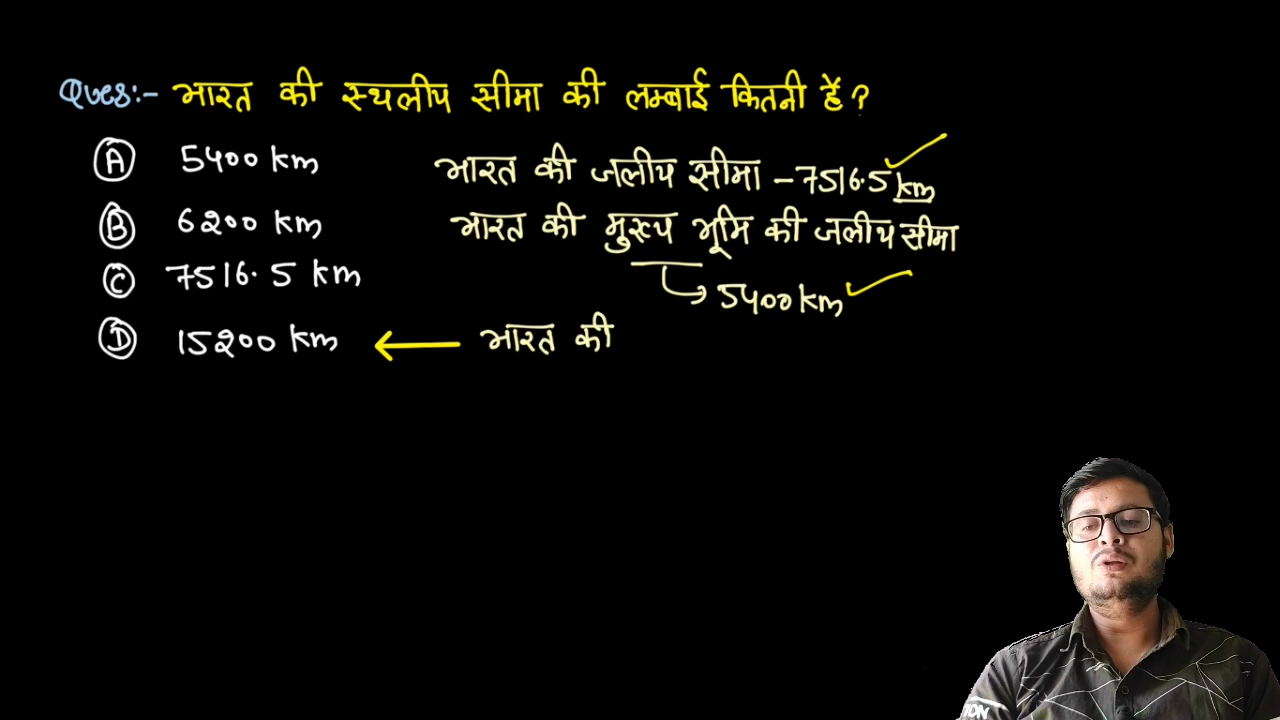 Ques:- भारत की स्थलीय सीमा की लम्बाई कितनी है ?
A 5400 km
भारत की जलीय सीमा - 7516.5 km
B 6200 km
भारत की मुख्य भूमि की जलीय सीमा
C 7516.5 km
5400 km
D 15200 km
भारत की